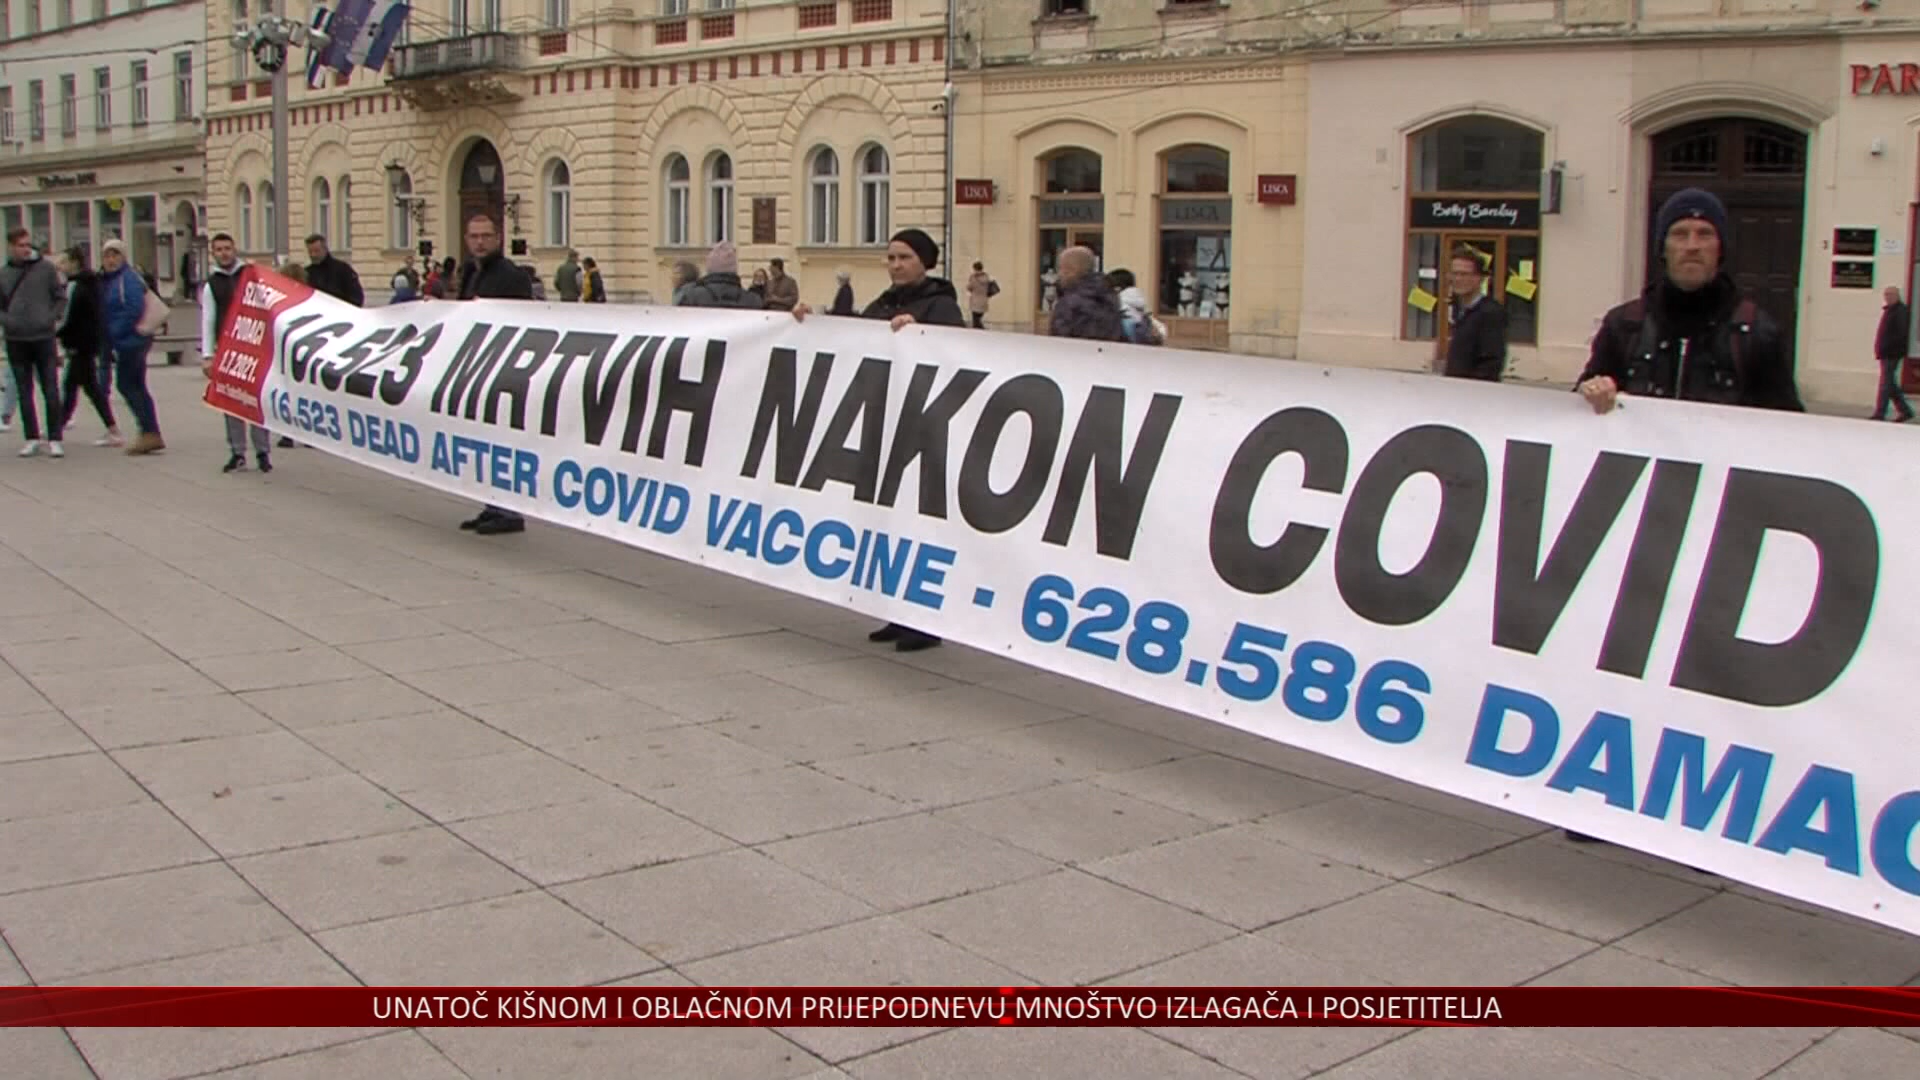 PAR
LISCA
LISCA
LISCA
LISCA
Betty Barclay
SLUŽBENI
PODACI
1.7.2021.
16.523 MRTVIH NAKON COVID
16.523 DEAD AFTER COVID VACCINE - 628.586 DAMAG
UNATOČ KIŠNOM I OBLAČNOM PRIJEPODNEVU MNOŠTVO IZLAGAČA I POSJETITELJA